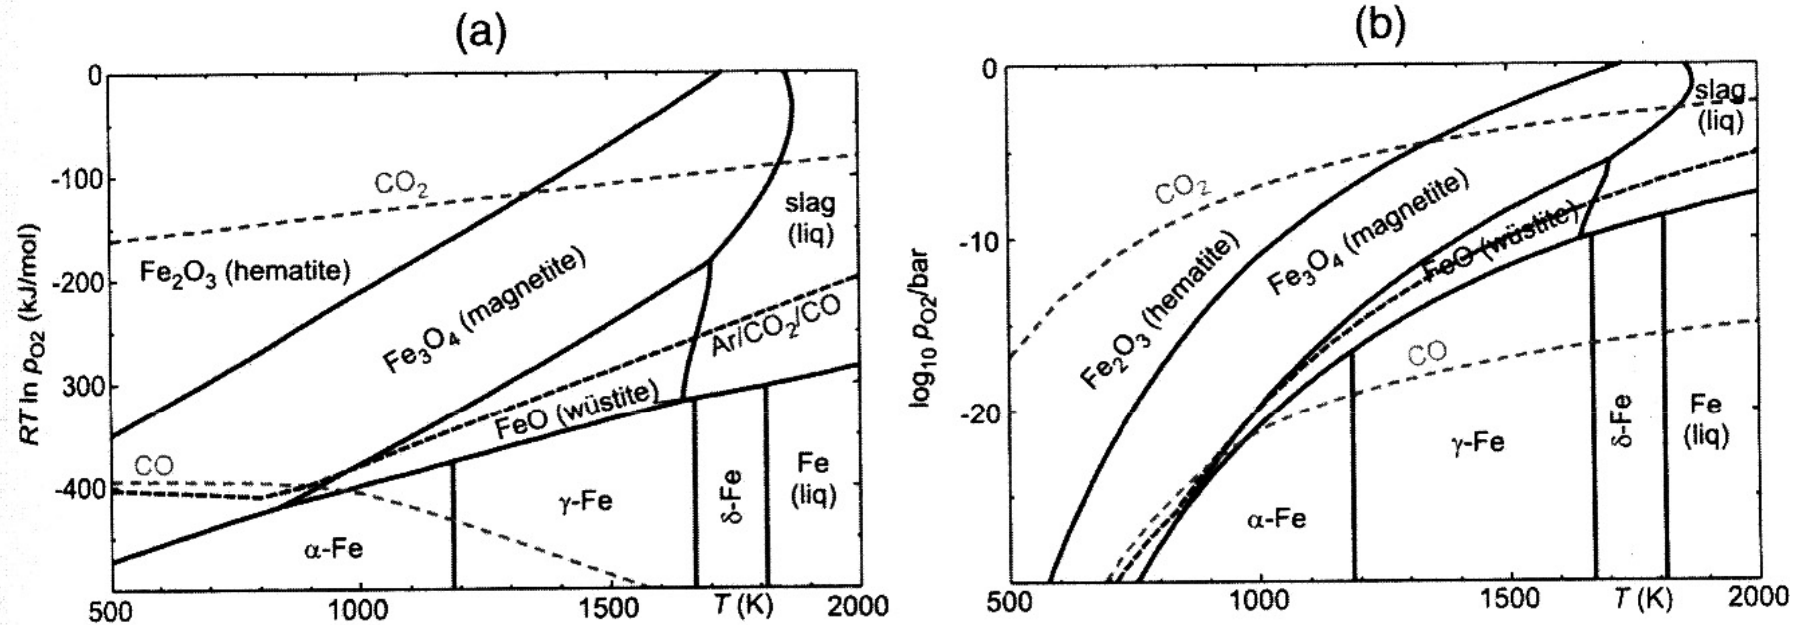 (a)
0
-100
-200
300
-400
RT ln pO2 (kJ/mol)
CO2
Fe2O3 (hematite)
Fe3O4 (magnetite)
slag
(liq)
Ar/CO2/CO
FeO (wüstite)
CO
α-Fe
γ-Fe
δ-Fe
Fe
(liq)
500
1000
1500
T (K)
2000
(b)
0
-10
-20
log10 pO2/bar
CO2
Fe2O3 (hematite)
Fe3O4 (magnetite)
FeO (wüstite)
slag
(liq)
CO
α-Fe
γ-Fe
δ-Fe
Fe
(liq)
500
1000
1500
T (K)
2000